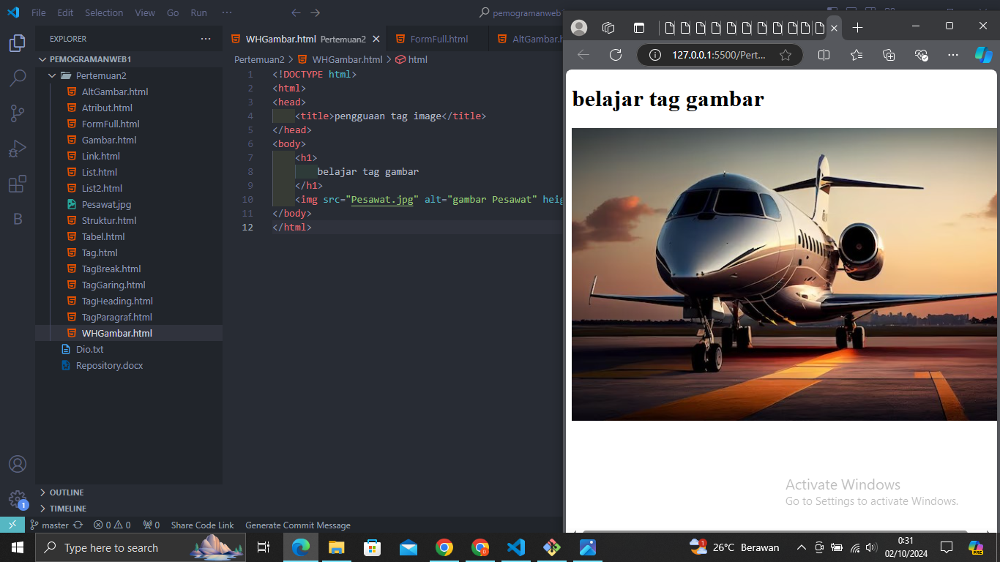 File Edit Selection View Go Run ··· pemogramanweb
EXPLORER ···
PEMOGRAMANWEB1
Pertemuan2
AltGambar.html
Atribut.html
FormFull.html
Gambar.html
Link.html
List.html
List2.html
Pesawat.jpg
Struktur.html
Tabel.html
Tag.html
TagBreak.html
TagGaring.html
TagHeading.html
TagParagraf.html
WHGambar.html
Dio.txt
Repository.docx
OUTLINE
TIMELINE
WHGambar.html Pertemuan2 FormFull.html AltGambar.h
Pertemuan2 > WHGambar.html > html
1 <!DOCTYPE html>
2 <html>
3 <head>
4 <title>pengguaan tag image</title>
5 </head>
6 <body>
7 <h1>
8 belajar tag gambar
9 </h1>
10 <img src="Pesawat.jpg" alt="gambar Pesawat" heig
11 </body>
12 </html>
127.0.0.1:5500/Pert...
belajar tag gambar
Activate Windows
Go to Settings to activate Windows.
1
master 0 0 0 Share Code Link Generate Commit Message
Type here to search
1 26°C Berawan 0:31
02/10/2024
PRE